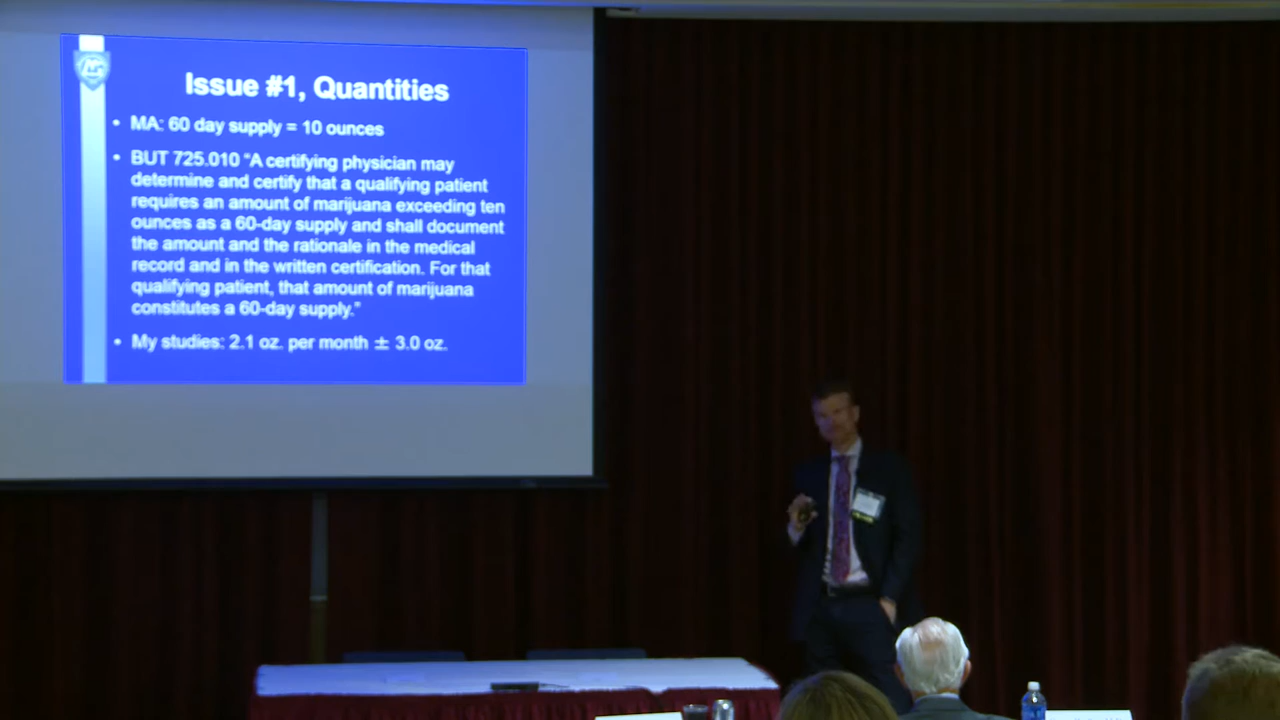 Issue #1, Quantities
• MA: 60 day supply = 10 ounces
• BUT 725.010 “A certifying physician may
determine and certify that a qualifying patient
requires an amount of marijuana exceeding ten
ounces as a 60-day supply and shall document
the amount and the rationale in the medical
record and in the written certification. For that
qualifying patient, that amount of marijuana
constitutes a 60-day supply.”
• My studies: 2.1 oz. per month ± 3.0 oz.